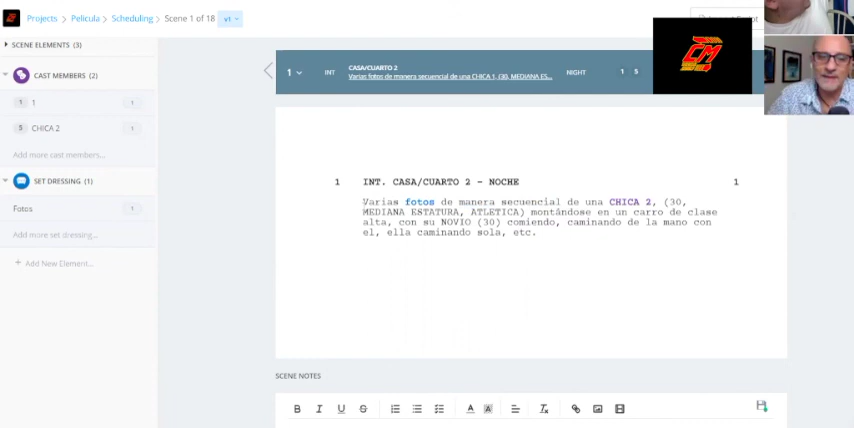 Projects > Pelicula > Scheduling > Scene 1 of 18 v1
SCENE ELEMENTS (3)
CAST MEMBERS (2)
1 1 1
5 CHICA 2 1
Add more cast members...
SET DRESSING (1)
Fotos 1
Add more set dressing...
+ Add New Element...
1 INT CASA/CUARTO 2 NIGHT 1 5
Varias fotos de manera secuencial de una CHICA 1, (30, MEDIANA ES...
CM
1 INT. CASA/CUARTO 2 - NOCHE 1
Varias fotos de manera secuencial de una CHICA 2, (30,
MEDIANA ESTATURA, ATLETICA) montándose en un carro de clase
alta, con su NOVIO (30) comiendo, caminando de la mano con
el, ella caminando sola, etc.
SCENE NOTES
B I U S A A